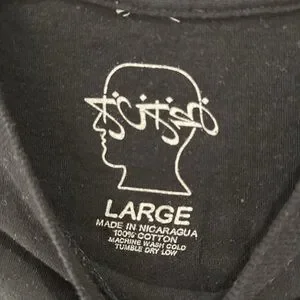 LARGE
MADE IN NICARAGUA
100% COTTON
MACHINE WASH COLD
TUMBLE DRY LOW